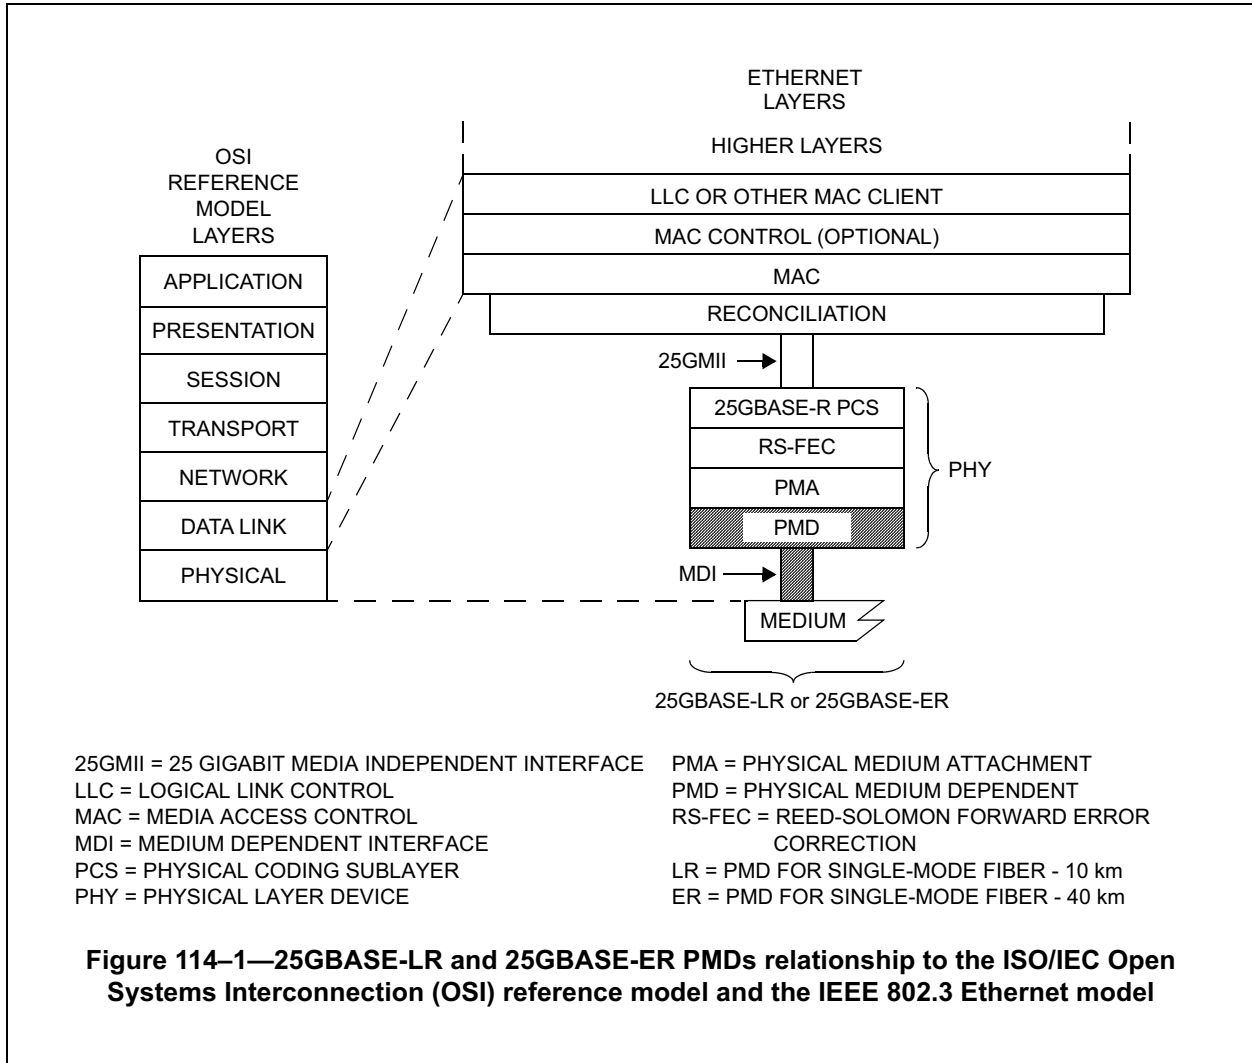 ETHERNET
LAYERS
OSI
REFERENCE
MODEL
LAYERS
APPLICATION
PRESENTATION
SESSION
TRANSPORT
NETWORK
DATA LINK
PHYSICAL
HIGHER LAYERS
LLC OR OTHER MAC CLIENT
MAC CONTROL (OPTIONAL)
MAC
RECONCILIATION
25GMII
25GBASE-R PCS
RS-FEC
PMA
PMD
PHY
MDI
MEDIUM
25GBASE-LR or 25GBASE-ER
25GMII = 25 GIGABIT MEDIA INDEPENDENT INTERFACE
LLC = LOGICAL LINK CONTROL
MAC = MEDIA ACCESS CONTROL
MDI = MEDIUM DEPENDENT INTERFACE
PCS = PHYSICAL CODING SUBLAYER
PHY = PHYSICAL LAYER DEVICE
PMA = PHYSICAL MEDIUM ATTACHMENT
PMD = PHYSICAL MEDIUM DEPENDENT
RS-FEC = REED-SOLOMON FORWARD ERROR
CORRECTION
LR = PMD FOR SINGLE-MODE FIBER - 10 km
ER = PMD FOR SINGLE-MODE FIBER - 40 km
Figure 114–1—25GBASE-LR and 25GBASE-ER PMDs relationship to the ISO/IEC Open
Systems Interconnection (OSI) reference model and the IEEE 802.3 Ethernet model